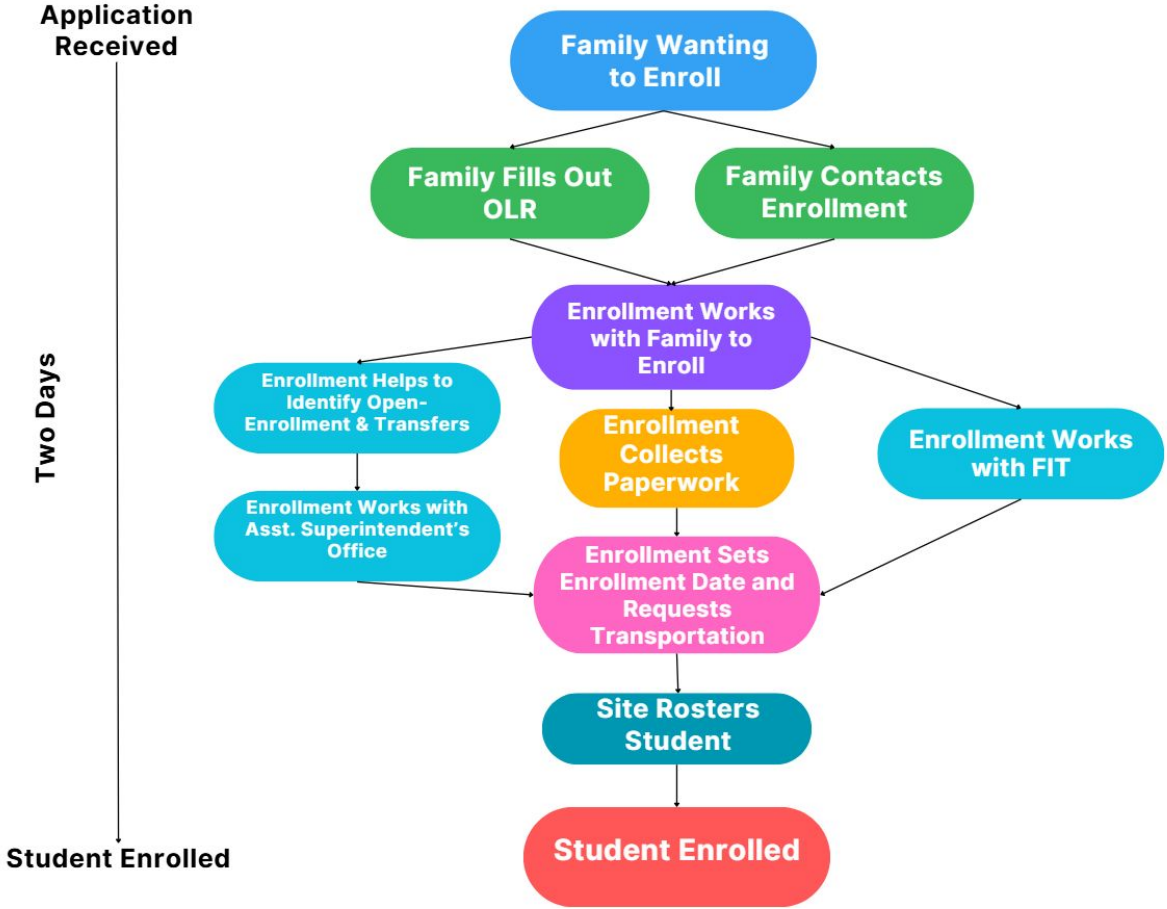 Application
Received
Family Wanting
to Enroll
Family Fills Out
OLR
Family Contacts
Enrollment
Enrollment Works
with Family to
Enroll
Two Days
Enrollment Helps to
Identify Open-
Enrollment & Transfers
Enrollment
Collects
Paperwork
Enrollment Works
with FIT
Enrollment Works with
Asst. Superintendent's
Office
Enrollment Sets
Enrollment Date and
Requests
Transportation
Site Rosters
Student
Student Enrolled
Student Enrolled